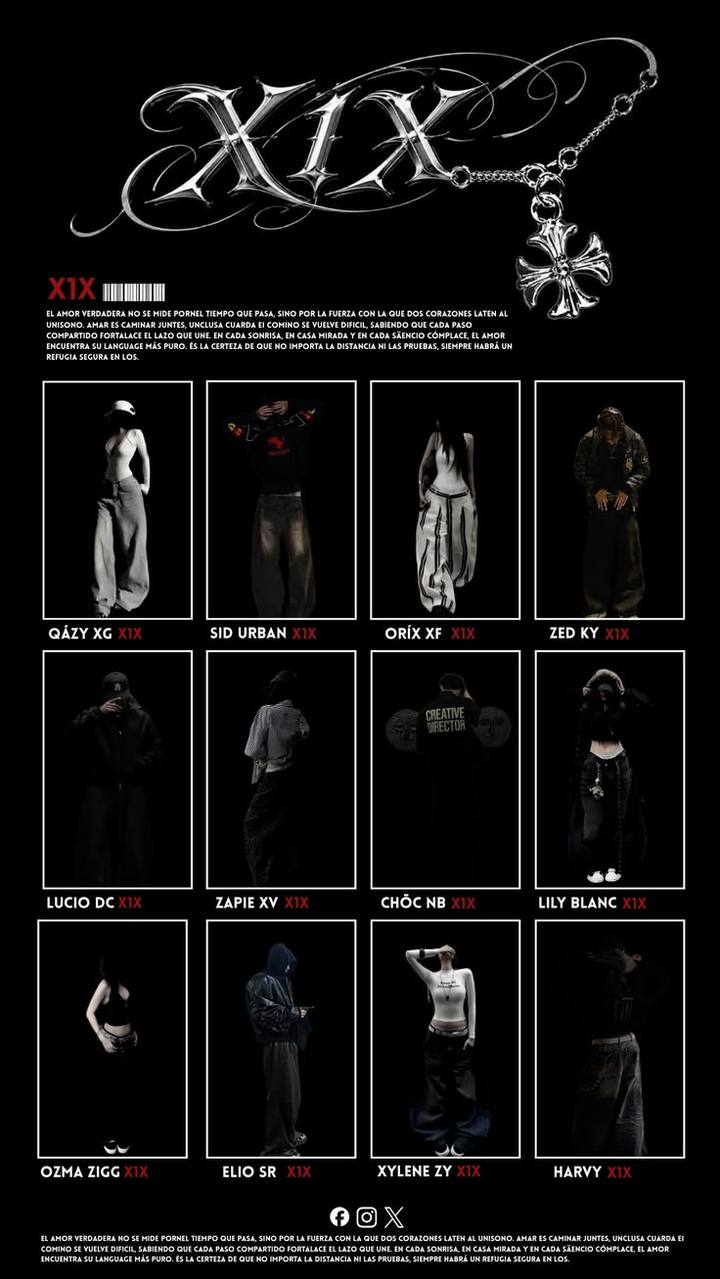 X1X
X1X
EL AMOR VERDADERA NO SE MIDE PORNEL TIEMPO QUE PASA, SINO POR LA FUERZA CON LA QUE DOS CORAZONES LATEN AL
UNISONO. AMAR ES CAMINAR JUNTES, UNCLUSA CUARDA EI COMINO SE VUELVE DIFICIL, SABIENDO QUE CADA PASO
COMPARTIDO FORTALACE EL LAZO QUE UNE. EN CADA SONRISA, EN CASA MIRADA Y EN CADA SÄENCIO CÓMPLACE, EL AMOR
ENCUENTRA SU LANGUAGE MÁS PURO. ÉS LA CERTEZA DE QUE NO IMPORTA LA DISTANCIA NI LAS PRUEBAS, SIEMPRE HABRÁ UN
REFUGIA SEGURA EN LOS.
QÁZY XG X1X
SID URBAN X1X
ORÍX XF X1X
ZED KY X1X
CREATIVE
DIRECTOR
LUCIO DC X1X
ZAPIE XV X1X
CHŌC NB X1X
LILY BLANC X1X
OZMA ZIGG X1X
ELIO SR X1X
XYLENE ZY X1X
HARVY X1X
EL AMOR VERDADERA NO SE MIDE PORNEL TIEMPO QUE PASA, SINO POR LA FUERZA CON LA QUE DOS CORAZONES LATEN AL UNISONO. AMAR ES CAMINAR JUNTES, UNCLUSA CUARDA EI
COMINO SE VUELVE DIFICIL, SABIENDO QUE CADA PASO COMPARTIDO FORTALACE EL LAZO QUE UNE. EN CADA SONRISA, EN CASA MIRADA Y EN CADA SÄENCIO CÓMPLACE, EL AMOR
ENCUENTRA SU LANGUAGE MÁS PURO. ÉS LA CERTEZA DE QUE NO IMPORTA LA DISTANCIA NI LAS PRUEBAS, SIEMPRE HABRÁ UN REFUGIA SEGURA EN LOS.